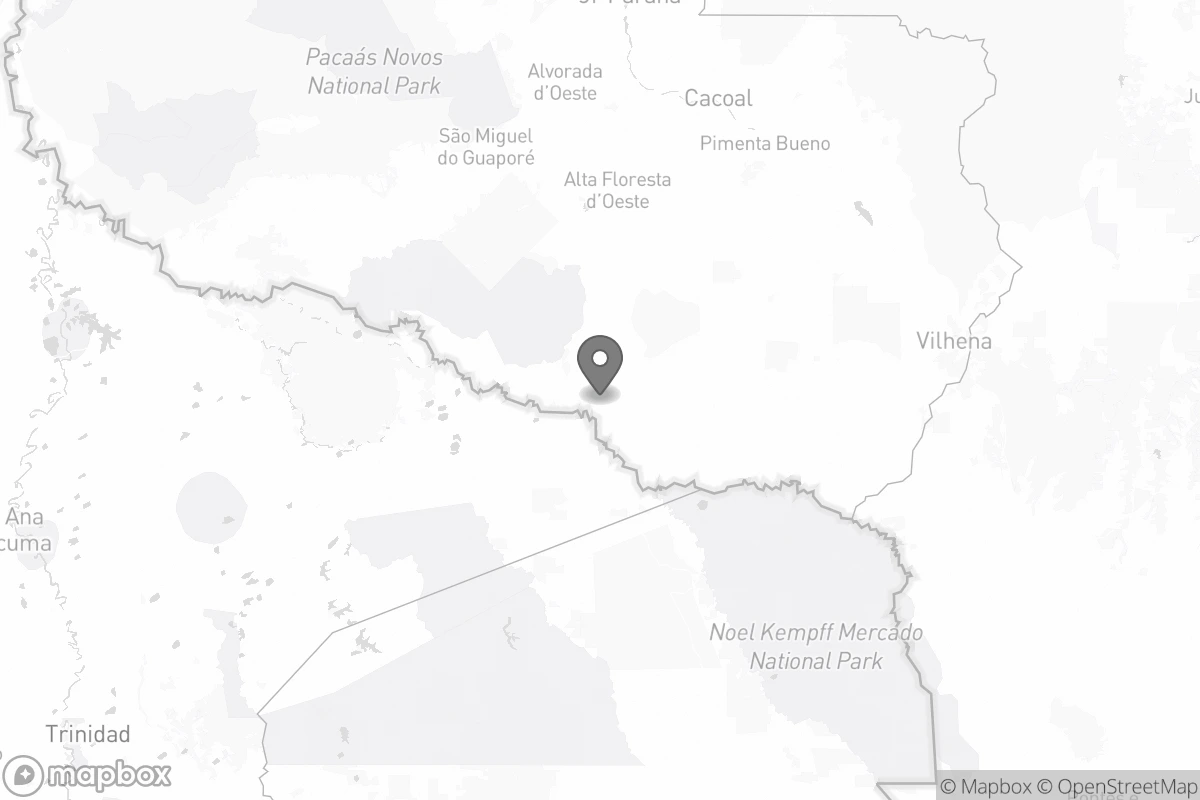 Pacaás Novos
National Park
Alvorada
d'Oeste
Cacoal
São Miguel
do Guaporé
Pimenta Bueno
Alta Floresta
d'Oeste
Vilhena
Ana
cuma
Noel Kempff Mercado
National Park
Trinidad
mapbox
© Mapbox © OpenStreetMap